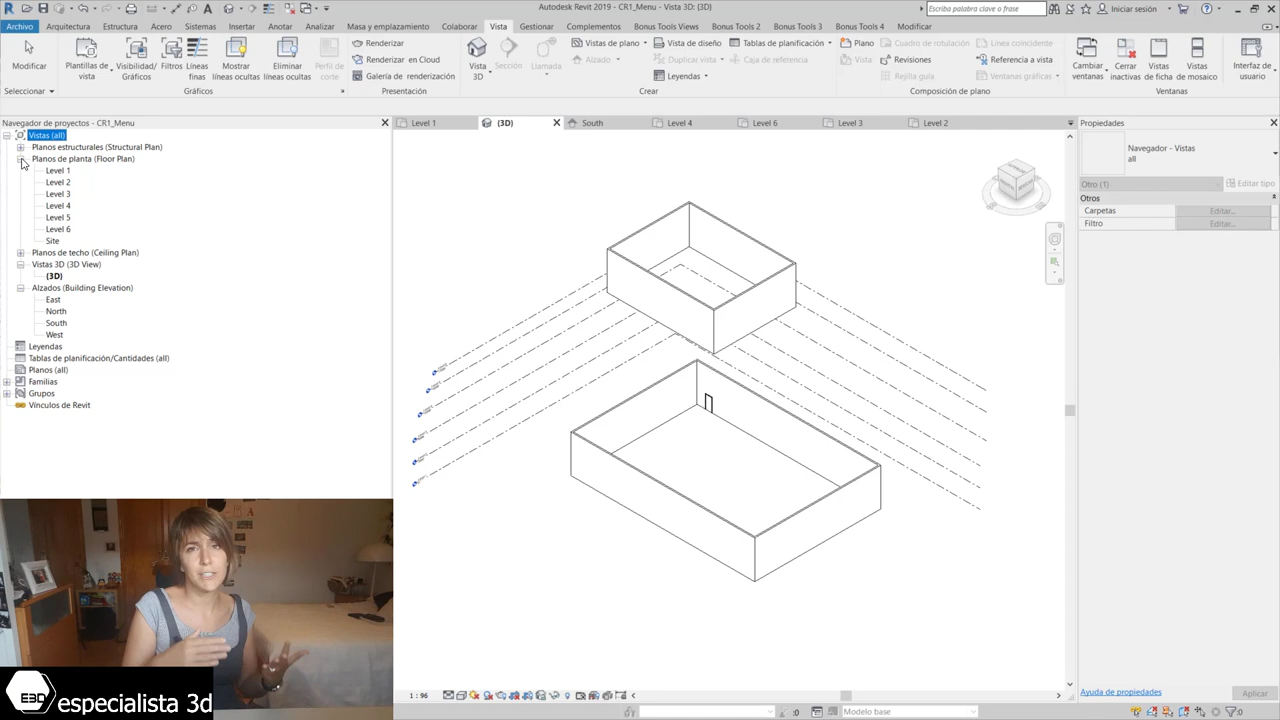 Autodesk Revit 2019 - CR1_Menu - Vista 3D: (3D)
Escriba palabra clave o frase
Iniciar sesión
Archivo Arquitectura Estructura Acero Sistemas Insertar Anotar Analizar Masa y emplazamiento Colaborar Vista Gestionar Complementos Bonus Tools Vistas Bonus Tools 2 Bonus Tools 3 Bonus Tools 4 Modificar
Modificar
Plantillas de vista
Visibilidad/ Gráficos
Filtros
Líneas finas
Mostrar líneas ocultas
Eliminar líneas ocultas
Perfil de corte
Renderizar
Renderizar en Cloud
Galería de renderización
Vista 3D
Sección
Llamada
Vistas de plano
Alzado
Vista de diseño
Duplicar vista
Leyendas
Tablas de planificación
Caja de referencia
Plano
Vista
Cuadro de rotulación
Revisiones
Rejilla guía
Línea coincidente
Referencia a vista
Ventanas gráficas
Cambiar ventanas
Cerrar inactivas
Vistas de ficha
Vistas de mosaico
Interfaz de usuario
Seleccionar Gráficos Presentación Crear Composición de plano Ventanas
Navegador de proyectos - CR1_Menu
Level 1 (3D) South Level 4 Level 6 Level 3 Level 2
Vistas (all)
Planos estructurales (Structural Plan)
Planos de planta (Floor Plan)
Level 1
Level 2
Level 3
Level 4
Level 5
Level 6
Site
Planos de techo (Ceiling Plan)
Vistas 3D (3D View)
(3D)
Alzados (Building Elevation)
East
North
South
West
Leyendas
Tablas de planificación/Cantidades (all)
Planos (all)
Familias
Grupos
Vínculos de Revit
Propiedades
Navegador - Vistas
all
Otro (1)
Editar tipo
Otros
Carpetas Editar...
Filtro Editar...
Ayuda de propiedades
Aplicar
1 : 96
:0
Modelo base
:0
E3D
especialista 3d